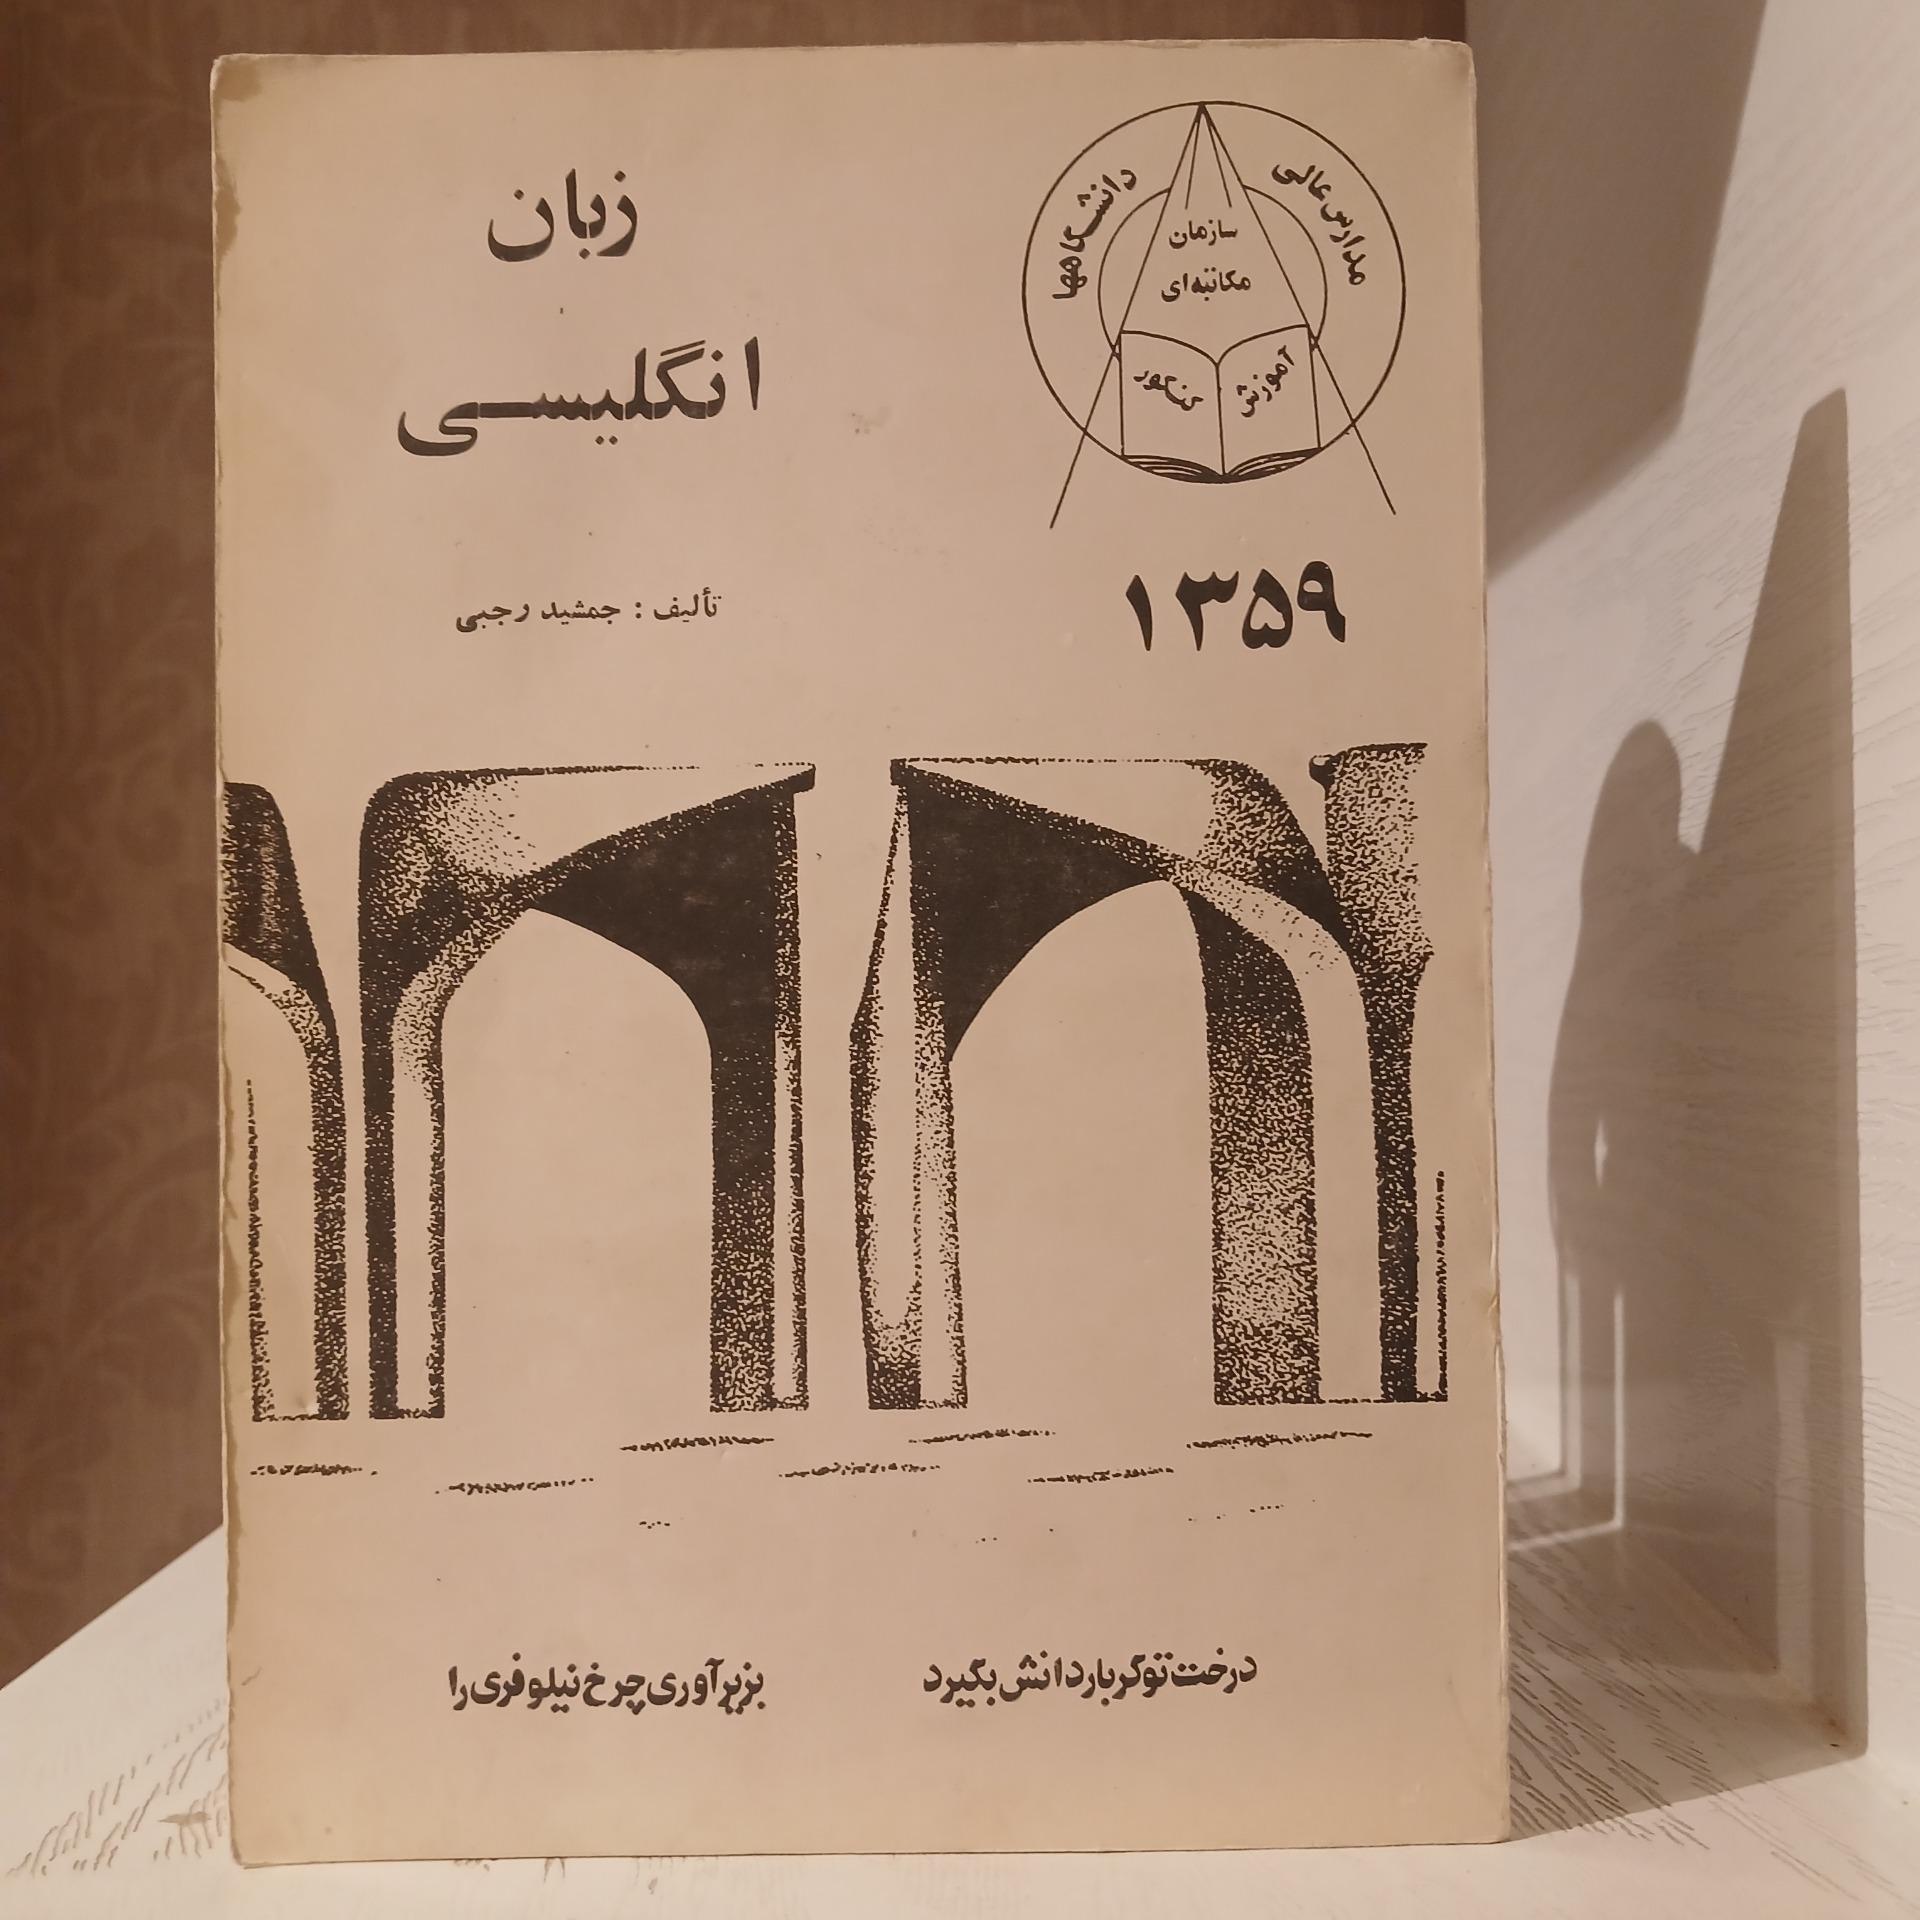 زبان
انگلیسی
تألیف : جمشید رجبی
دانشگاهها
مدارس عالی
سازمان
مکاتبه‌ای
آموزش
کنکور
۱۳۵۹
درخت تو گر بار دانش بگیرد
بزیر آوری چرخ نیلوفری را